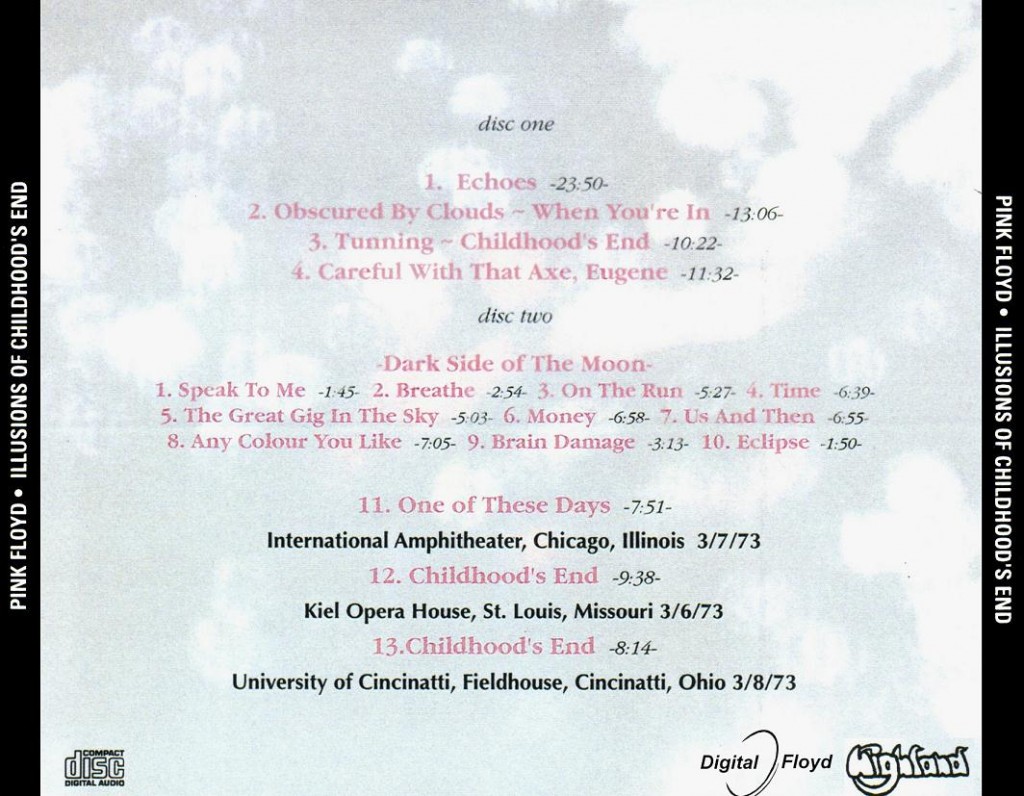 PINK FLOYD • ILLUSIONS OF CHILDHOOD'S END
disc one
1. Echoes -23:50-
2. Obscured By Clouds ~ When You're In -13:06-
3. Tunning ~ Childhood's End -10:22-
4. Careful With That Axe, Eugene -11:32-
disc two
-Dark Side of The Moon-
1. Speak To Me -1:45- 2. Breathe -2:54- 3. On The Run -5:27- 4. Time -6:39-
5. The Great Gig In The Sky -5:03- 6. Money -6:58- 7. Us And Then -6:55-
8. Any Colour You Like -7:05- 9. Brain Damage -3:13- 10. Eclipse -1:50-
11. One of These Days -7:51-
International Amphitheater, Chicago, Illinois 3/7/73
12. Childhood's End -9:38-
Kiel Opera House, St. Louis, Missouri 3/6/73
13.Childhood's End -8:14-
University of Cincinatti, Fieldhouse, Cincinatti, Ohio 3/8/73
COMPACT
disc
DIGITAL AUDIO
Digital Floyd
Highland
PINK FLOYD • ILLUSIONS OF CHILDHOOD'S END